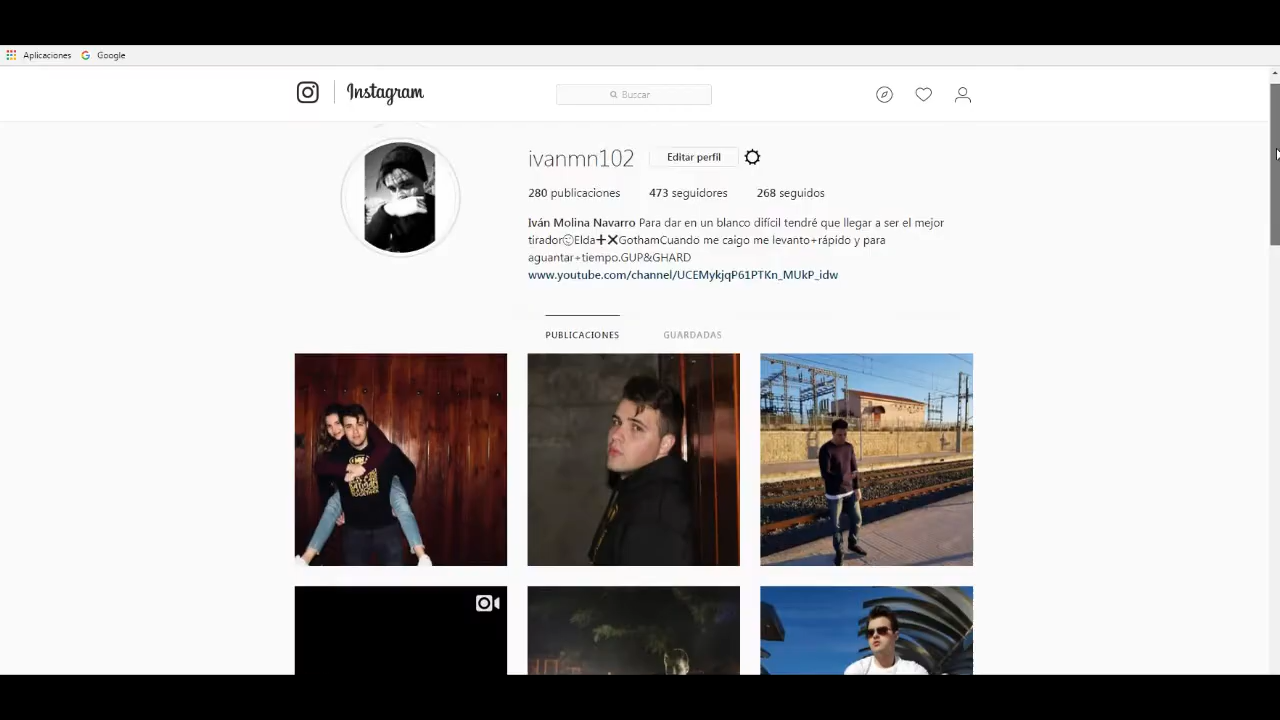 Aplicaciones Google
Instagram Buscar
ivanmn102 Editar perfil
280 publicaciones 473 seguidores 268 seguidos
Iván Molina Navarro Para dar en un blanco difícil tendré que llegar a ser el mejor
tirador☺Elda➕✖GothamCuando me caigo me levanto+rápido y para
aguantar+tiempo.GUP&GHARD
www.youtube.com/channel/UCEMykjqP61PTKn_MUkP_idw
PUBLICACIONES GUARDADAS